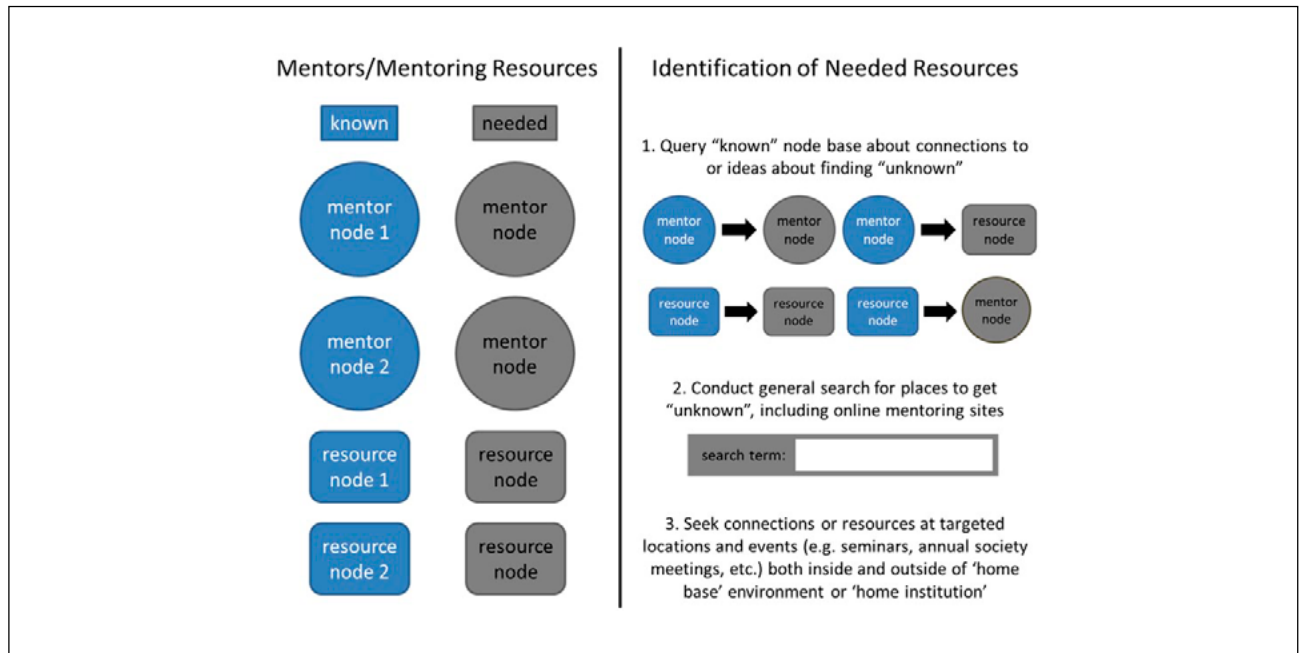 Mentors/Mentoring Resources
known
needed
mentor
node 1
mentor
node
mentor
node 2
mentor
node
resource
node 1
resource
node
resource
node 2
resource
node
Identification of Needed Resources
1. Query “known” node base about connections to
or ideas about finding “unknown”
mentor
node
mentor
node
mentor
node
resource
node
resource
node
resource
node
resource
node
mentor
node
2. Conduct general search for places to get
“unknown”, including online mentoring sites
search term:
3. Seek connections or resources at targeted
locations and events (e.g. seminars, annual society
meetings, etc.) both inside and outside of ‘home
base’ environment or ‘home institution’